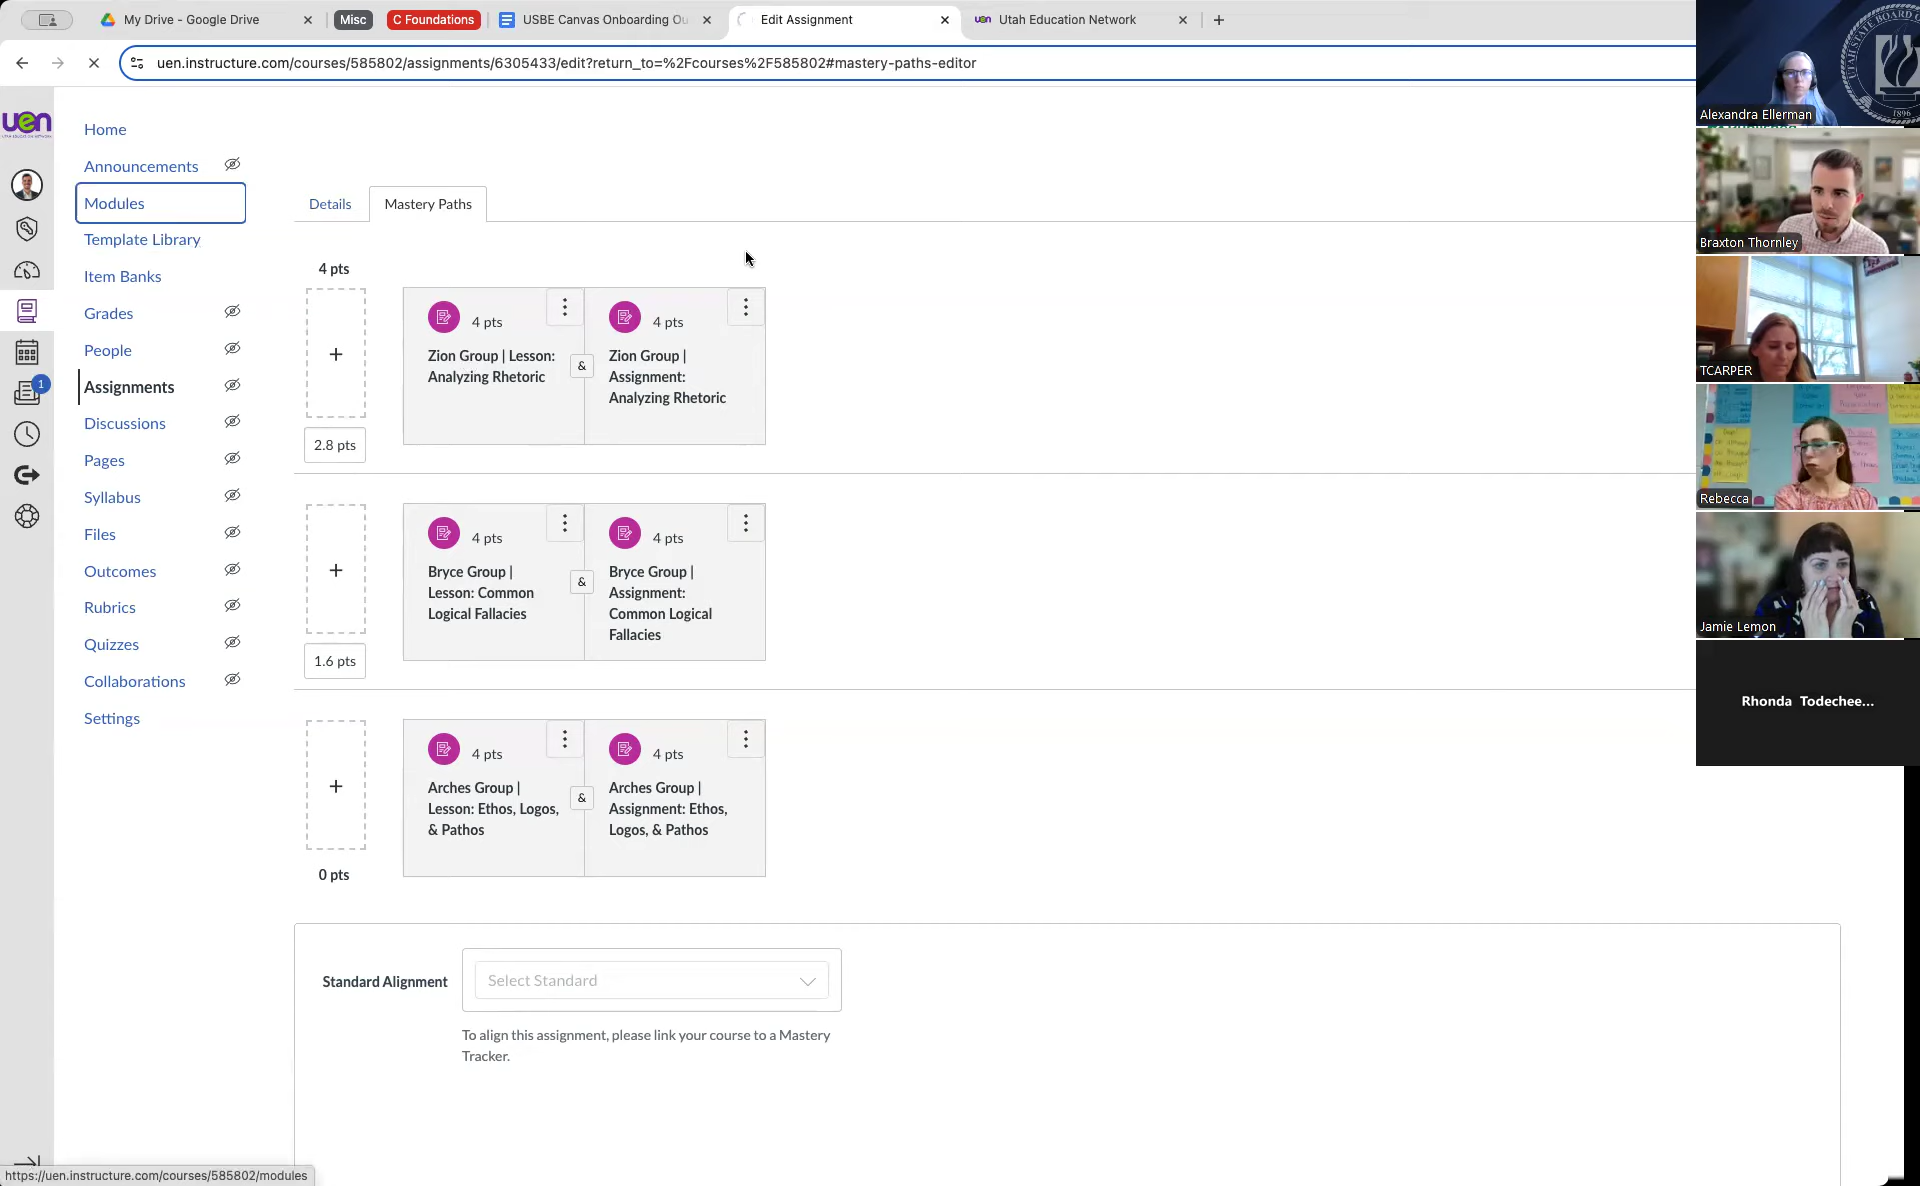 My Drive - Google Drive
Misc
C Foundations
USBE Canvas Onboarding Ou
Edit Assignment
Utah Education Network
uen.instructure.com/courses/585802/assignments/6305433/edit?return_to=%2Fcourses%2F585802#mastery-paths-editor
uen
Home
Announcements
Modules
Template Library
Item Banks
Grades
People
Assignments
1
Discussions
Pages
Syllabus
Files
Outcomes
Rubrics
Quizzes
Collaborations
Settings
Details
Mastery Paths
4 pts
+
2.8 pts
4 pts
Zion Group | Lesson:
Analyzing Rhetoric
&
4 pts
Zion Group |
Assignment:
Analyzing Rhetoric
+
1.6 pts
4 pts
Bryce Group |
Lesson: Common
Logical Fallacies
&
4 pts
Bryce Group |
Assignment:
Common Logical
Fallacies
+
0 pts
4 pts
Arches Group |
Lesson: Ethos, Logos,
& Pathos
&
4 pts
Arches Group |
Assignment: Ethos,
Logos, & Pathos
Standard Alignment
Select Standard
To align this assignment, please link your course to a Mastery
Tracker.
https://uen.instructure.com/courses/585802/modules
1896
Alexandra Ellerman
Braxton Thornley
TCARPER
Rebecca
Jamie Lemon
Rhonda Todechee...